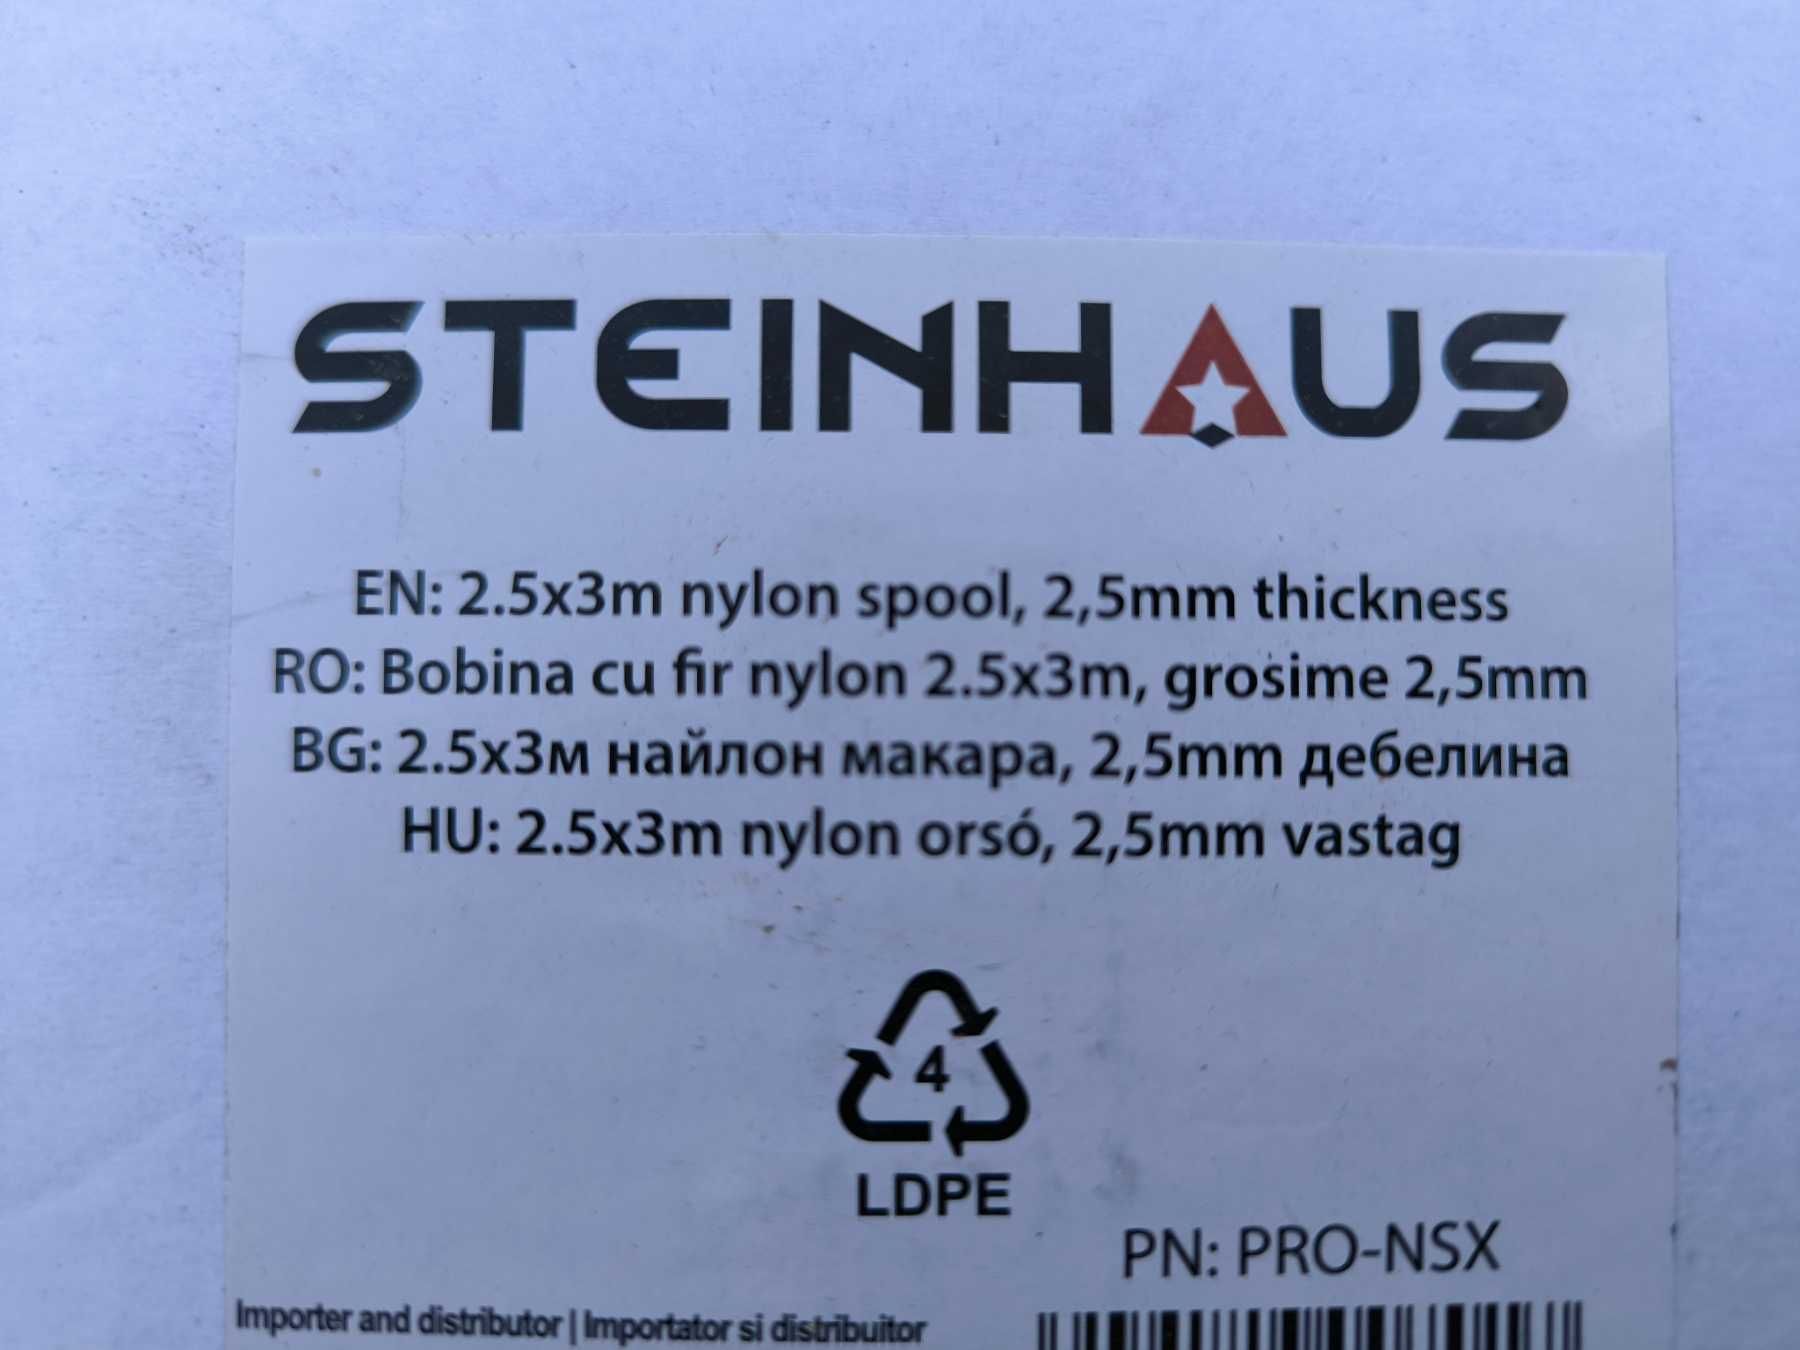 STEINHAUS
EN: 2.5x3m nylon spool, 2,5mm thickness
RO: Bobina cu fir nylon 2.5x3m, grosime 2,5mm
BG: 2.5x3м найлон макара, 2,5mm дебелина
HU: 2.5x3m nylon orsó, 2,5mm vastag
4
LDPE
PN: PRO-NSX
Importer and distributor | Importator si distribuitor